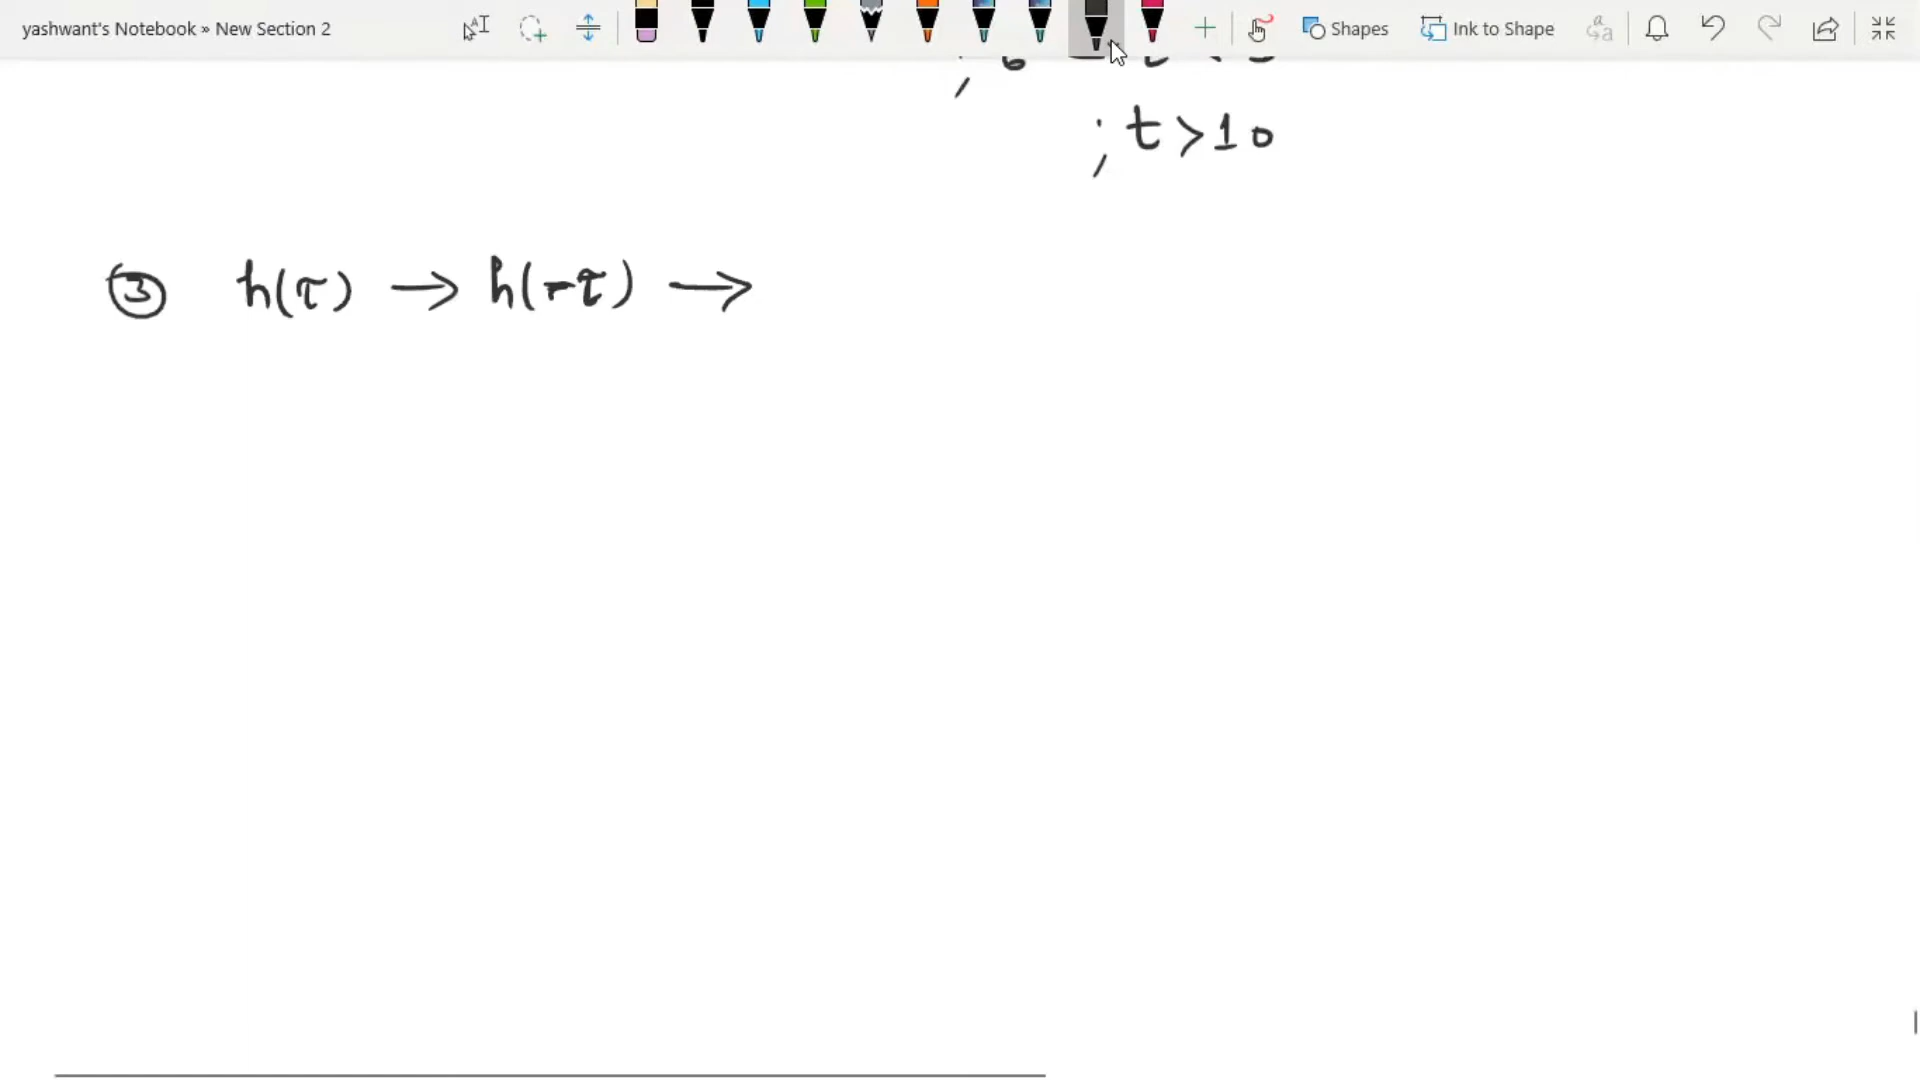 yashwant's Notebook » New Section 2 Shapes Ink to Shape
; t > 10
③ h(τ) → h(-τ) →